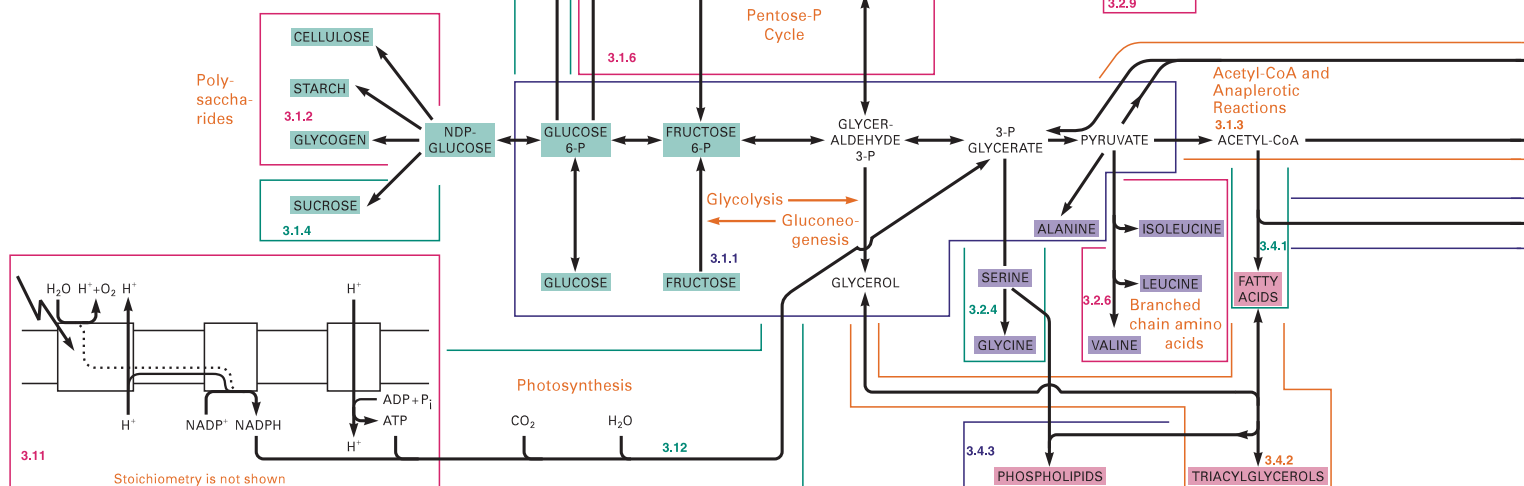 3.2.9
Pentose-P
Cycle
3.1.6
CELLULOSE
Poly-
saccha-
rides
STARCH
3.1.2
GLYCOGEN
NDP-
GLUCOSE
SUCROSE
3.1.4
GLUCOSE
6-P
FRUCTOSE
6-P
GLYCER-
ALDEHYDE
3-P
3-P
GLYCERATE
PYRUVATE
Acetyl-CoA and
Anaplerotic
Reactions
3.1.3
ACETYL-CoA
Glycolysis
Gluconeo-
genesis
3.1.1
GLUCOSE
FRUCTOSE
GLYCEROL
ALANINE
ISOLEUCINE
SERINE
3.2.4
GLYCINE
LEUCINE
3.2.6
Branched
chain amino
acids
VALINE
3.4.1
FATTY
ACIDS
H₂O H⁺+O₂ H⁺
H⁺
Photosynthesis
ADP+Pᵢ
H⁺
NADP⁺ NADPH
ATP
H⁺
CO₂
H₂O
3.12
3.11
Stoichiometry is not shown
3.4.3
PHOSPHOLIPIDS
3.4.2
TRIACYLGLYCEROLS